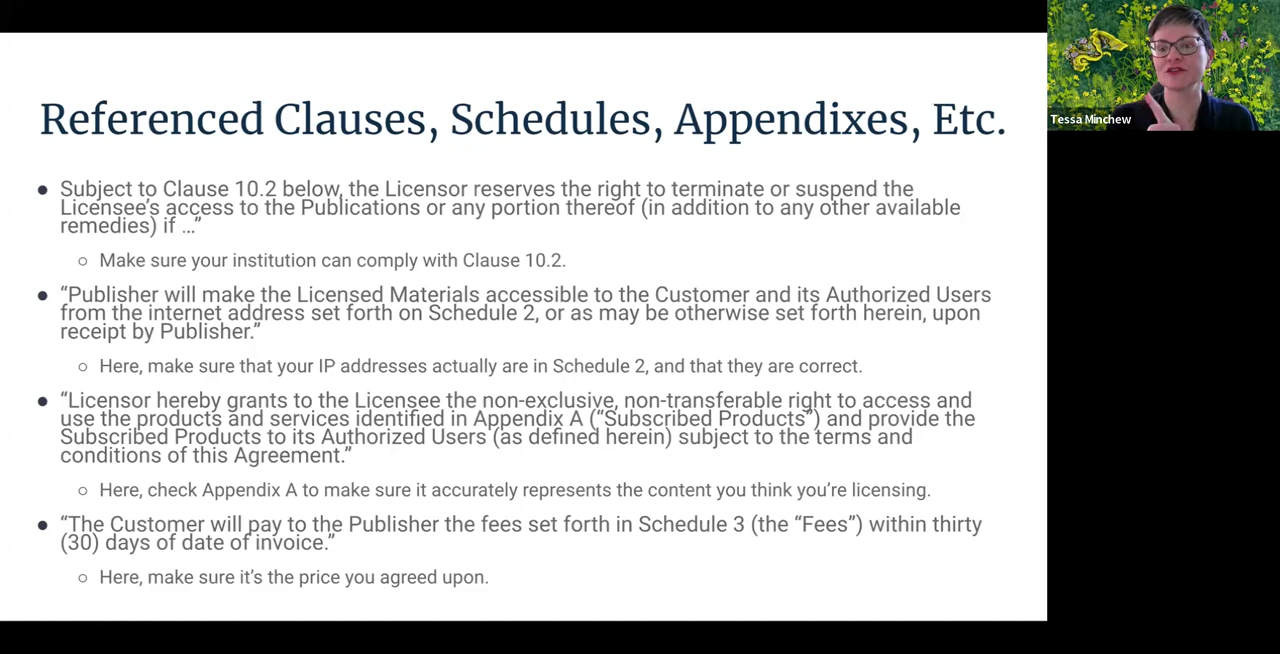 Referenced Clauses, Schedules, Appendixes, Etc.
● Subject to Clause 10.2 below, the Licensor reserves the right to terminate or suspend the
Licensee's access to the Publications or any portion thereof (in addition to any other available
remedies) if …”
○ Make sure your institution can comply with Clause 10.2.
● “Publisher will make the Licensed Materials accessible to the Customer and its Authorized Users
from the internet address set forth on Schedule 2, or as may be otherwise set forth herein, upon
receipt by Publisher.”
○ Here, make sure that your IP addresses actually are in Schedule 2, and that they are correct.
● “Licensor hereby grants to the Licensee the non-exclusive, non-transferable right to access and
use the products and services identified in Appendix A (“Subscribed Products”) and provide the
Subscribed Products to its Authorized Users (as defined herein) subject to the terms and
conditions of this Agreement.”
○ Here, check Appendix A to make sure it accurately represents the content you think you’re licensing.
● “The Customer will pay to the Publisher the fees set forth in Schedule 3 (the “Fees”) within thirty
(30) days of date of invoice.”
○ Here, make sure it’s the price you agreed upon.
Tessa Minchew